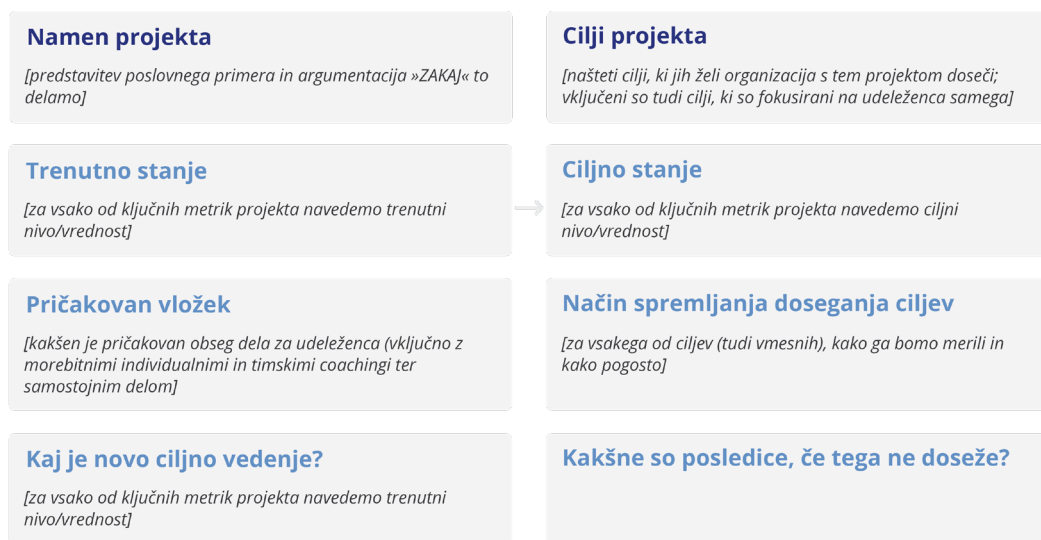 Namen projekta
[predstavitev poslovnega primera in argumentacija »ZAKAJ« to
delamo]
Cilji projekta
[našteti cilji, ki jih želi organizacija s tem projektom doseči;
vključeni so tudi cilji, ki so fokusirani na udeleženca samega]
Trenutno stanje
[za vsako od ključnih metrik projekta navedemo trenutni
nivo/vrednost]
Ciljno stanje
[za vsako od ključnih metrik projekta navedemo ciljni
nivo/vrednost]
Pričakovan vložek
[kakšen je pričakovan obseg dela za udeleženca (vključno z
morebitnimi individualnimi in timskimi coachingi ter
samostojnim delom]
Način spremljanja doseganja ciljev
[za vsakega od ciljev (tudi vmesnih), kako ga bomo merili in
kako pogosto]
Kaj je novo ciljno vedenje?
[za vsako od ključnih metrik projekta navedemo trenutni
nivo/vrednost]
Kakšne so posledice, če tega ne doseže?